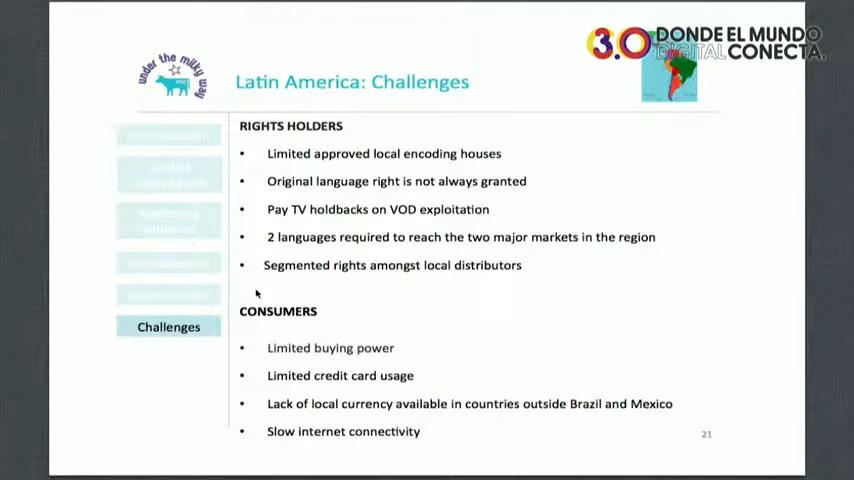 3.0 DONDE EL MUNDO
DIGITAL CONECTA.
under the milky way
Latin America: Challenges
RIGHTS HOLDERS
• Limited approved local encoding houses
• Original language right is not always granted
• Pay TV holdbacks on VOD exploitation
• 2 languages required to reach the two major markets in the region
• Segmented rights amongst local distributors
CONSUMERS
Challenges
• Limited buying power
• Limited credit card usage
• Lack of local currency available in countries outside Brazil and Mexico
• Slow internet connectivity
21